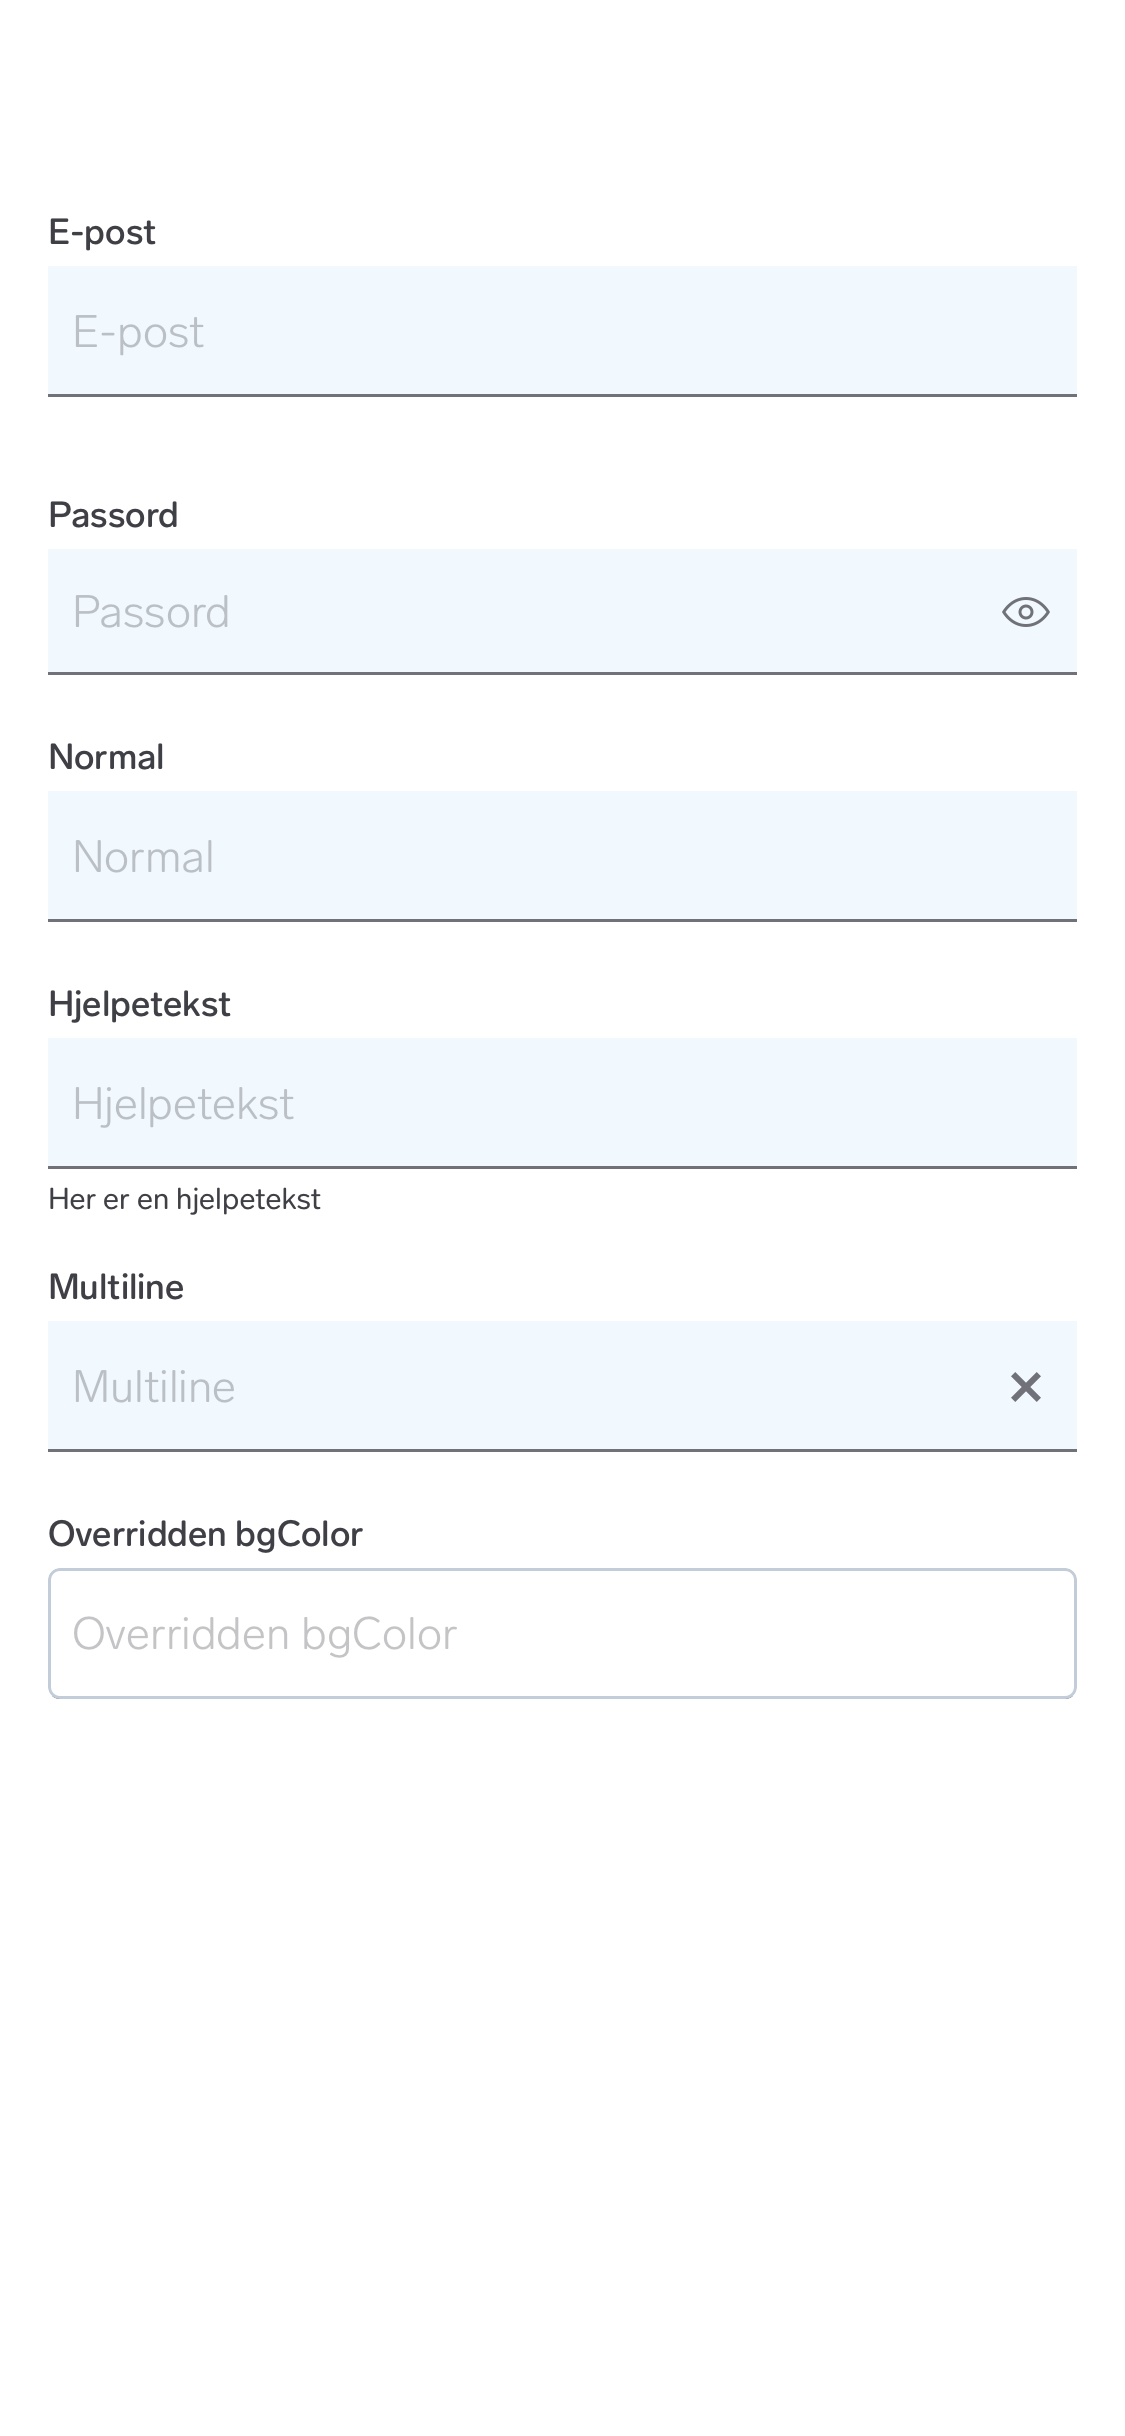 E-post
E-post
Passord
Passord
Normal
Normal
Hjelpetekst
Hjelpetekst
Her er en hjelpetekst
Multiline
Multiline
Overridden bgColor
Overridden bgColor